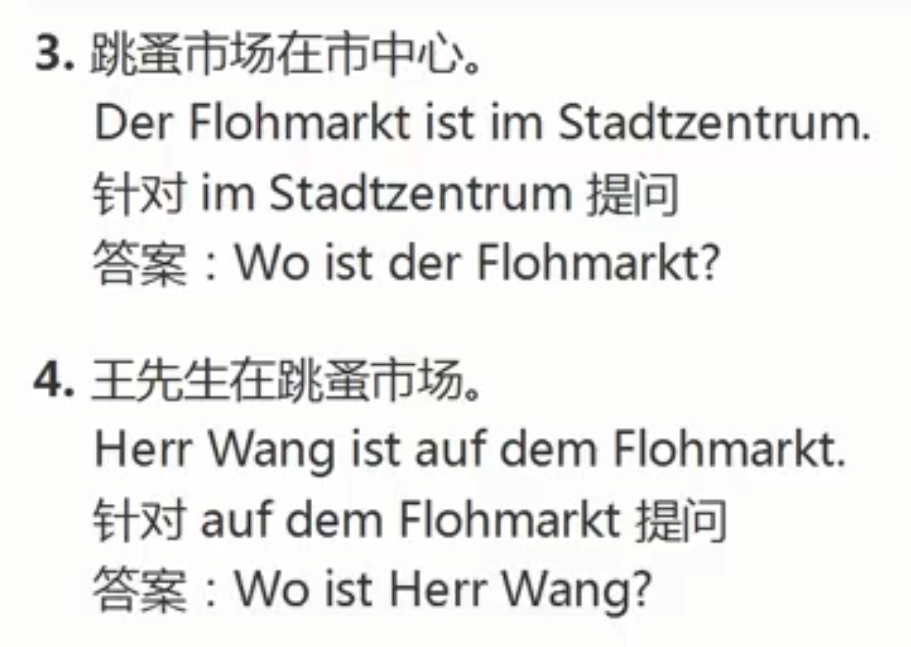 3. 跳蚤市场在市中心。
Der Flohmarkt ist im Stadtzentrum.
针对 im Stadtzentrum 提问
答案：Wo ist der Flohmarkt?
4. 王先生在跳蚤市场。
Herr Wang ist auf dem Flohmarkt.
针对 auf dem Flohmarkt 提问
答案：Wo ist Herr Wang?